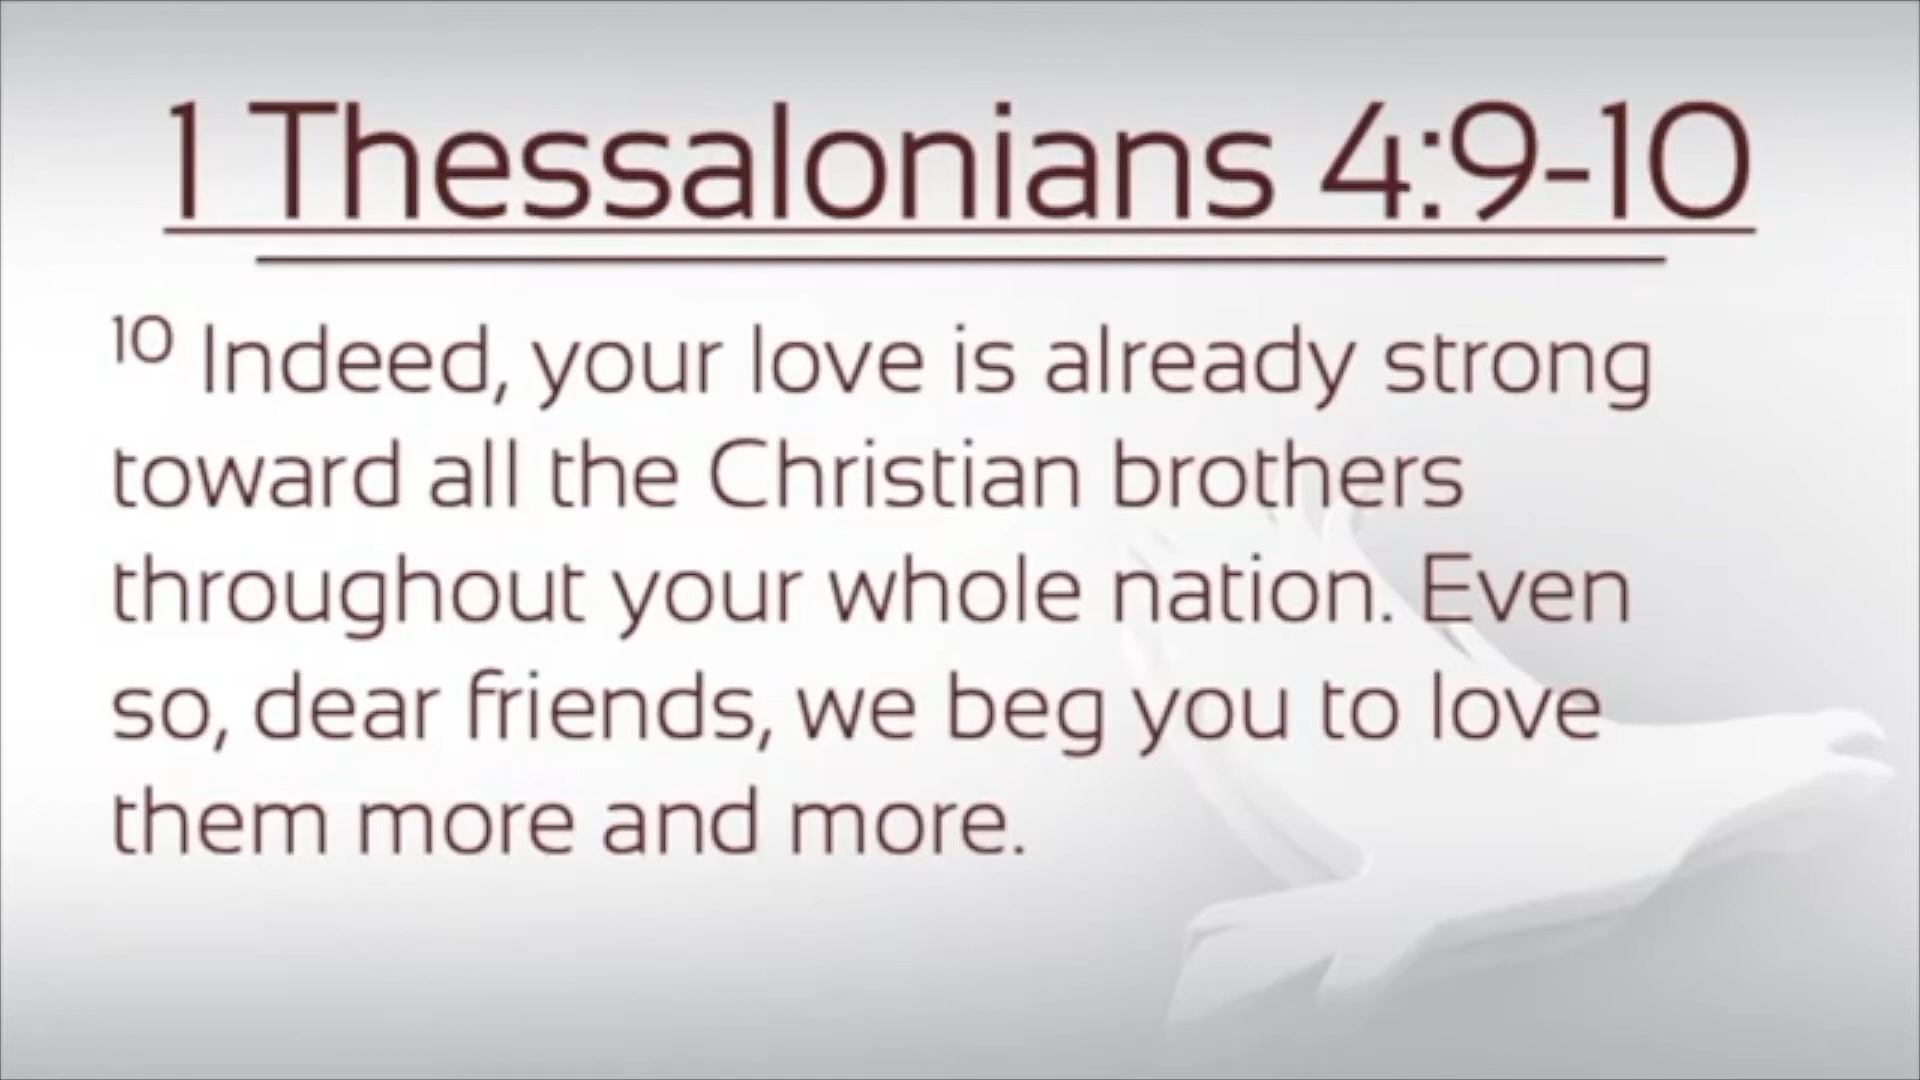 1 Thessalonians 4:9-10
10 Indeed, your love is already strong
toward all the Christian brothers
throughout your whole nation. Even
so, dear friends, we beg you to love
them more and more.